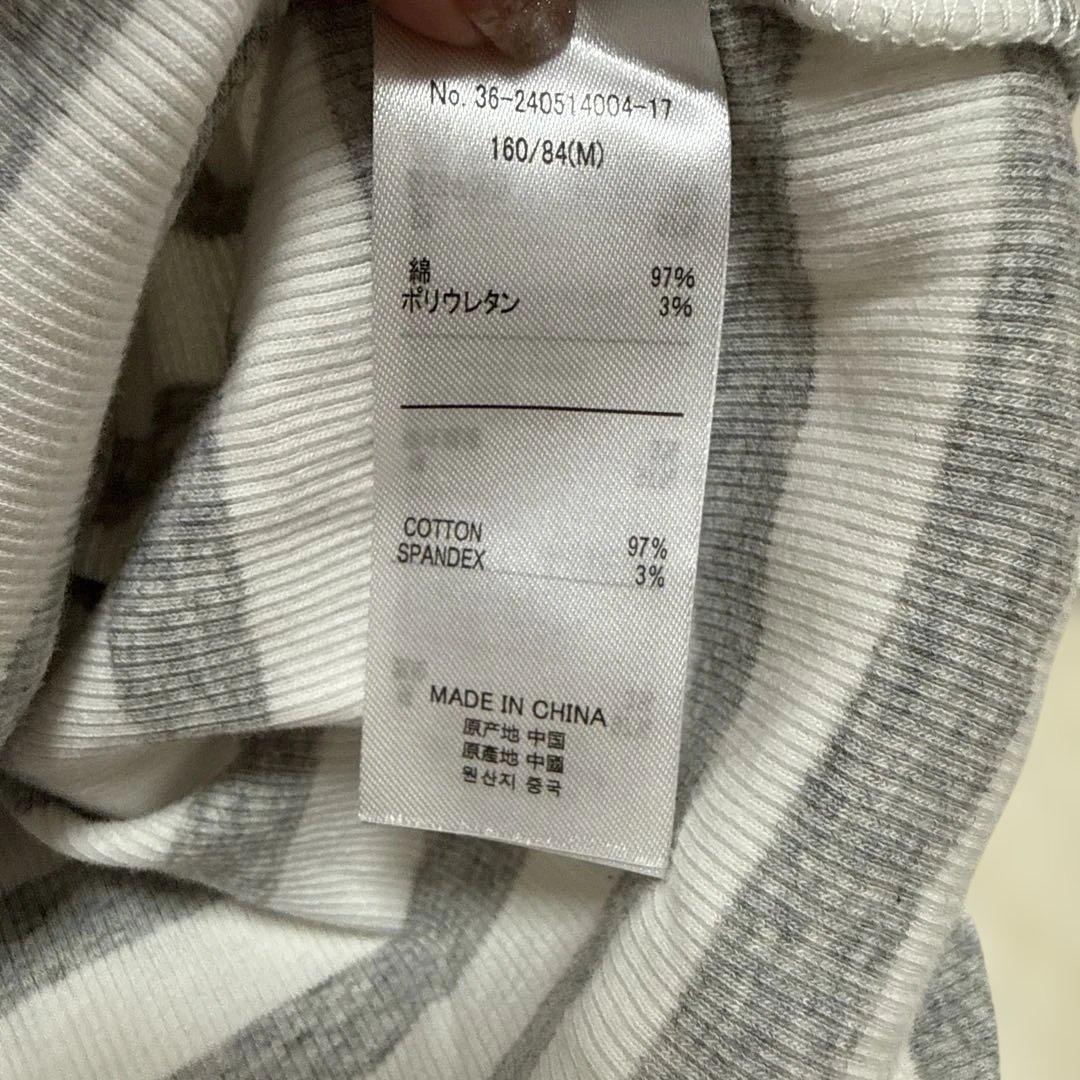 No. 36-240514004-17
160/84(M)
綿 97%
ポリウレタン 3%
COTTON 97%
SPANDEX 3%
MADE IN CHINA
原产地 中国
原產地 中國
원산지 중국